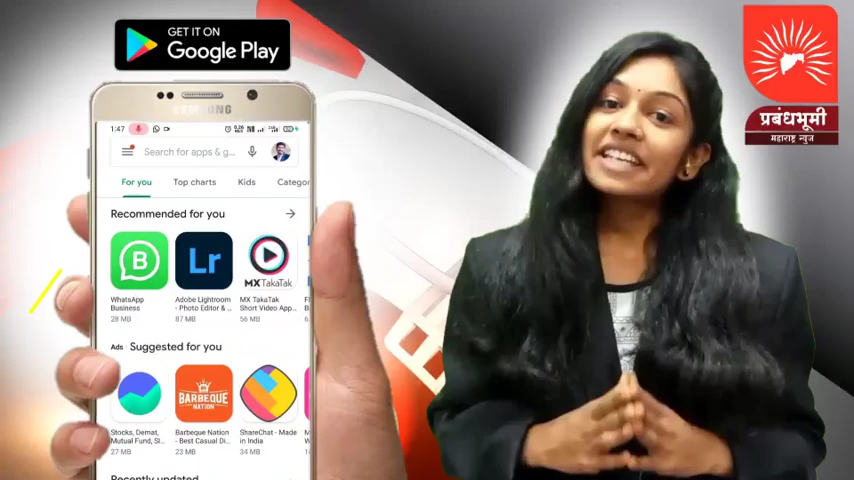 GET IT ON
Google Play
SAMSUNG
1:47
Search for apps & g...
For you
Top charts
Kids
Categor
Recommended for you
WhatsApp
Business
28 MB
Lr
Adobe Lightroom
- Photo Editor & ..
87 MB
MX TakaTak
MX TakaTak
Short Video App..
56 MB
Ads
Suggested for you
Stocks, Demat,
Mutual Fund, SI..
27 MB
BARBEQUE
NATION
Barbeque Nation
- Best Casual Di..
23 MB
ShareChat - Made
in India
34 MB
Recently updated
प्रबंधभूमी
महाराष्ट्र न्युज